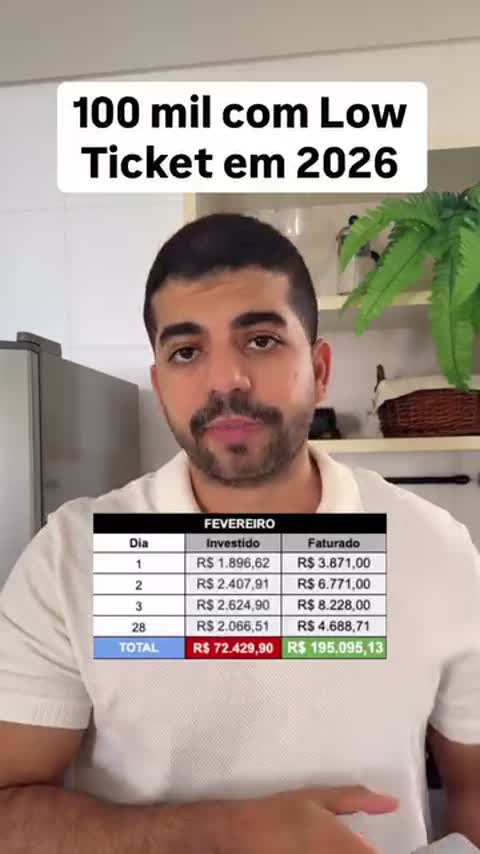 100 mil com Low
Ticket em 2026
FEVEREIRO
Dia Investido Faturado
1 R$ 1.896,62 R$ 3.871,00
2 R$ 2.407,91 R$ 6.771,00
3 R$ 2.624,90 R$ 8.228,00
28 R$ 2.066,51 R$ 4.688,71
TOTAL R$ 72.429,90 R$ 195.095,13